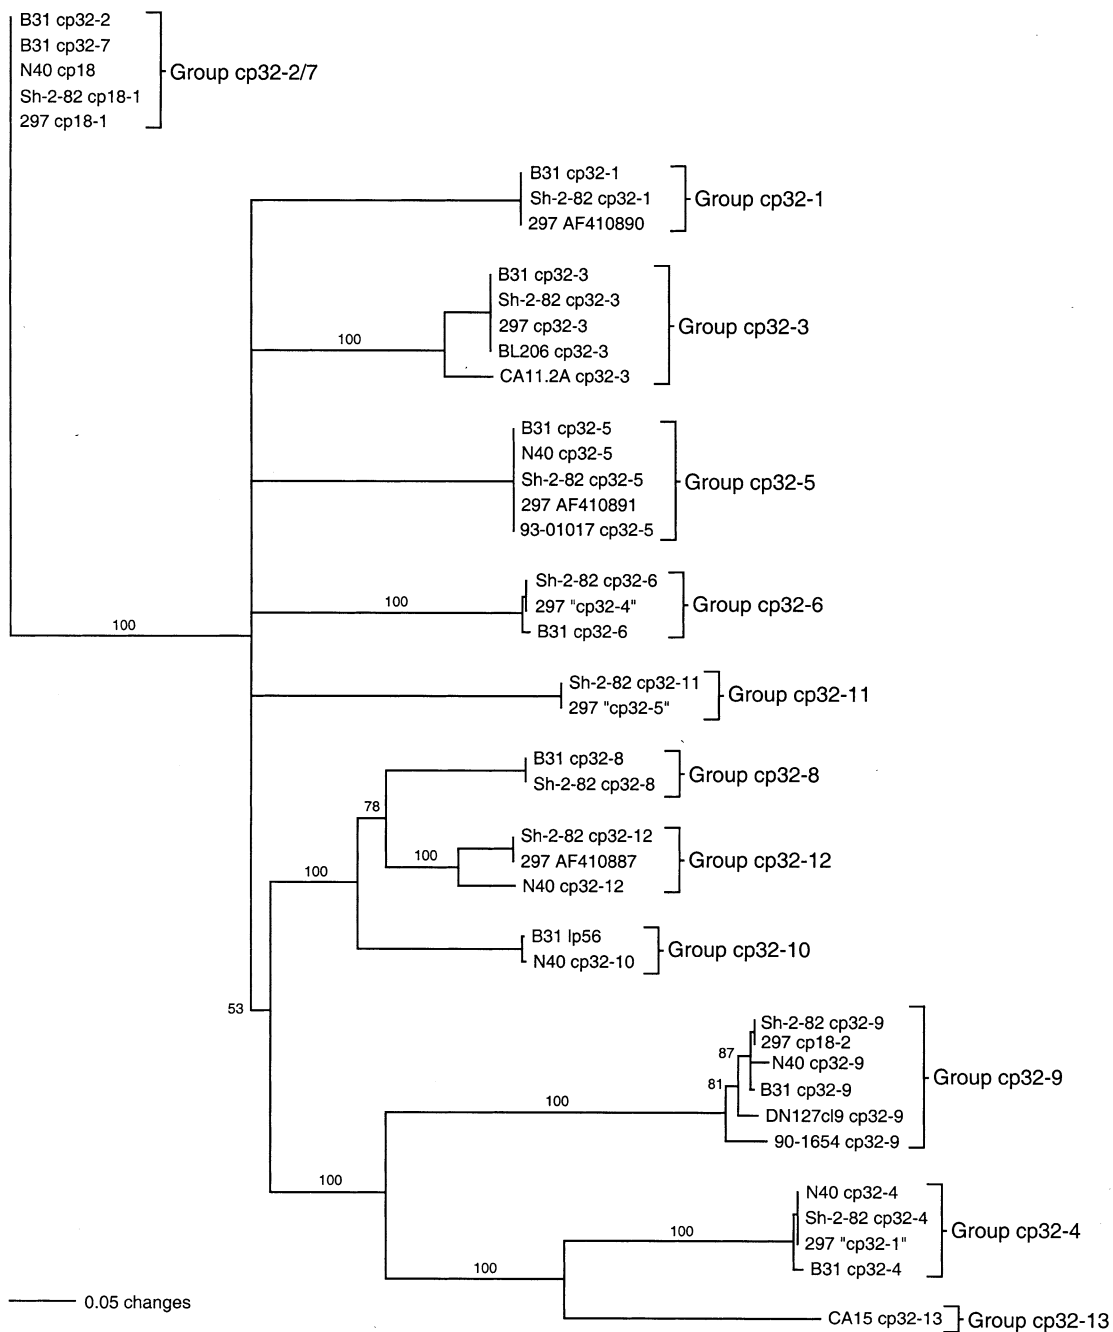 B31 cp32-2
B31 cp32-7
N40 cp18
Sh-2-82 cp18-1
297 cp18-1
Group cp32-2/7
B31 cp32-1
Sh-2-82 cp32-1
297 AF410890
Group cp32-1
B31 cp32-3
Sh-2-82 cp32-3
297 cp32-3
BL206 cp32-3
CA11.2A cp32-3
Group cp32-3
100
B31 cp32-5
N40 cp32-5
Sh-2-82 cp32-5
297 AF410891
93-01017 cp32-5
Group cp32-5
Sh-2-82 cp32-6
297 "cp32-4"
B31 cp32-6
Group cp32-6
100
100
Sh-2-82 cp32-11
297 "cp32-5"
Group cp32-11
B31 cp32-8
Sh-2-82 cp32-8
Group cp32-8
78
Sh-2-82 cp32-12
297 AF410887
N40 cp32-12
Group cp32-12
100
100
B31 lp56
N40 cp32-10
Group cp32-10
53
Sh-2-82 cp32-9
297 cp18-2
N40 cp32-9
B31 cp32-9
DN127cl9 cp32-9
90-1654 cp32-9
Group cp32-9
87
81
100
100
N40 cp32-4
Sh-2-82 cp32-4
297 "cp32-1"
B31 cp32-4
Group cp32-4
100
100
CA15 cp32-13
Group cp32-13
0.05 changes